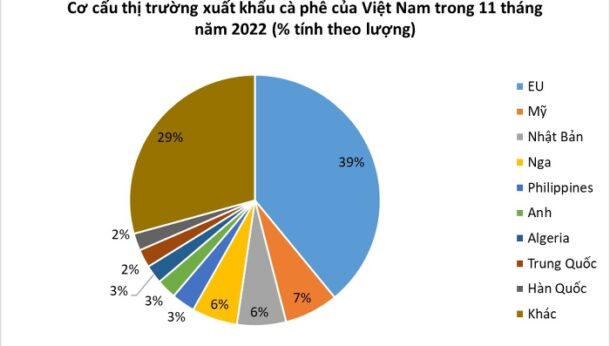 Cơ cấu thị trường xuất khẩu cà phê của Việt Nam trong 11 tháng
năm 2022 (% tính theo lượng)
29%
39%
2%
2%
3%
3%
3%
6%
6%
7%
EU
Mỹ
Nhật Bản
Nga
Philippines
Anh
Algeria
Trung Quốc
Hàn Quốc
Khác